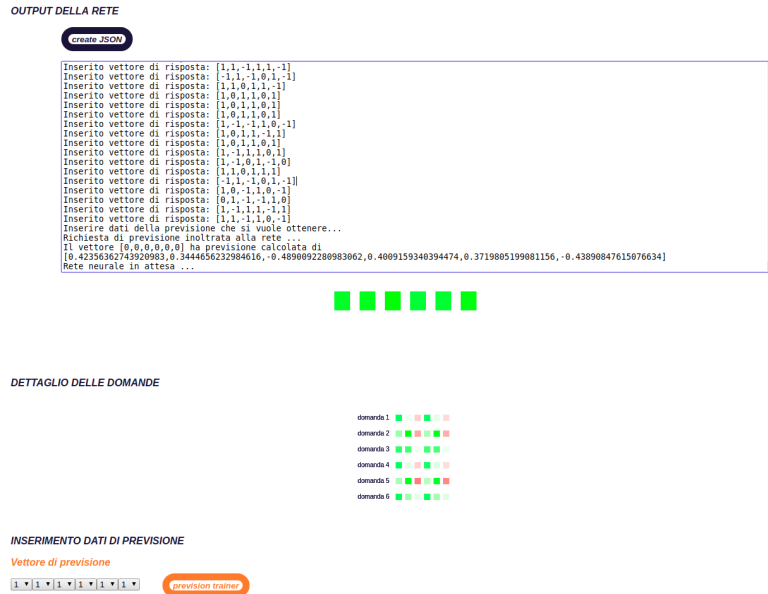 OUTPUT DELLA RETE
create JSON
Inserito vettore di risposta: [1,1,-1,1,1,-1]
Inserito vettore di risposta: [-1,1,-1,0,1,-1]
Inserito vettore di risposta: [1,1,0,1,1,-1]
Inserito vettore di risposta: [1,0,1,1,0,1]
Inserito vettore di risposta: [1,0,1,1,0,1]
Inserito vettore di risposta: [1,0,1,1,0,1]
Inserito vettore di risposta: [1,-1,-1,1,0,-1]
Inserito vettore di risposta: [1,0,1,1,-1,1]
Inserito vettore di risposta: [1,0,1,1,0,1]
Inserito vettore di risposta: [1,-1,1,1,0,1]
Inserito vettore di risposta: [1,-1,0,1,-1,0]
Inserito vettore di risposta: [1,1,0,1,1,1]
Inserito vettore di risposta: [-1,1,-1,0,1,-1]
Inserito vettore di risposta: [1,0,-1,1,0,-1]
Inserito vettore di risposta: [0,1,-1,-1,1,0]
Inserito vettore di risposta: [1,-1,1,1,-1,1]
Inserito vettore di risposta: [1,1,-1,1,0,-1]
Inserire dati della previsione che si vuole ottenere...
Richiesta di previsione inoltrata alla rete ...
Il vettore [0,0,0,0,0,0] ha previsione calcolata di
[0.42356362743920983,0.3444656232984616,-0.4890092280983062,0.4009159340394474,0.3719805199081156,-0.43890847615076634]
Rete neurale in attesa ...
DETTAGLIO DELLE DOMANDE
domanda 1
domanda 2
domanda 3
domanda 4
domanda 5
domanda 6
INSERIMENTO DATI DI PREVISIONE
Vettore di previsione
1 1 1 1 1 1 prevision trainer